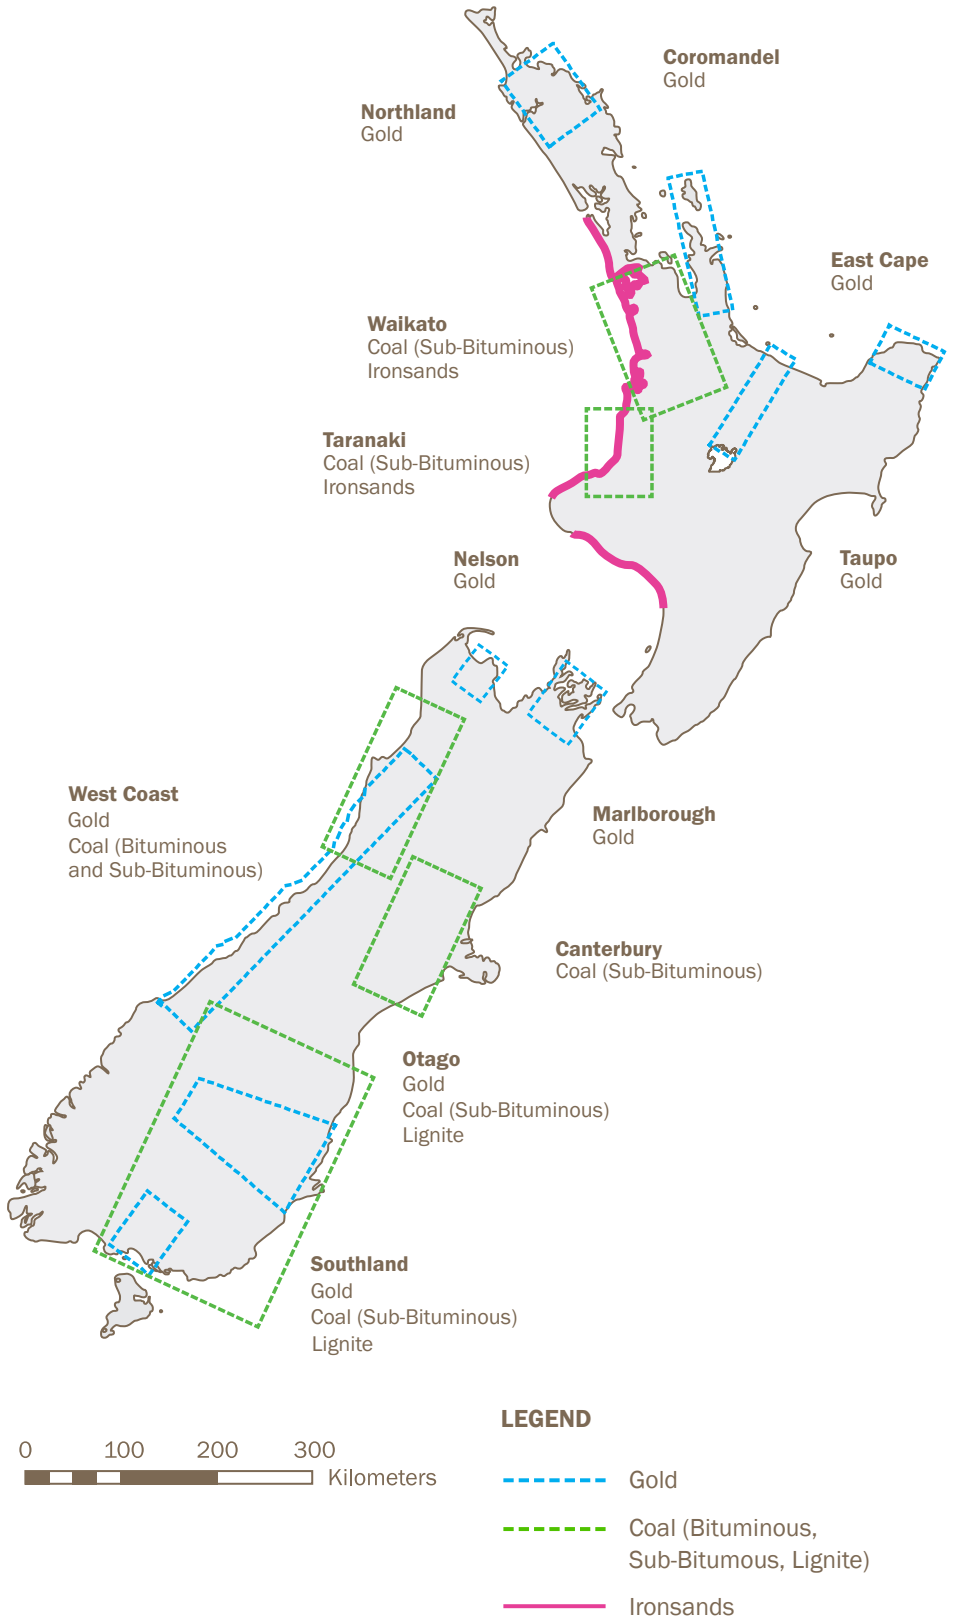 Coromandel
Gold
Northland
Gold
East Cape
Gold
Waikato
Coal (Sub-Bituminous)
Ironsands
Taranaki
Coal (Sub-Bituminous)
Ironsands
Nelson
Gold
Taupo
Gold
West Coast
Gold
Coal (Bituminous
and Sub-Bituminous)
Marlborough
Gold
Canterbury
Coal (Sub-Bituminous)
Otago
Gold
Coal (Sub-Bituminous)
Lignite
Southland
Gold
Coal (Sub-Bituminous)
Lignite
0 100 200 300
Kilometers
LEGEND
Gold
Coal (Bituminous,
Sub-Bitumous, Lignite)
Ironsands